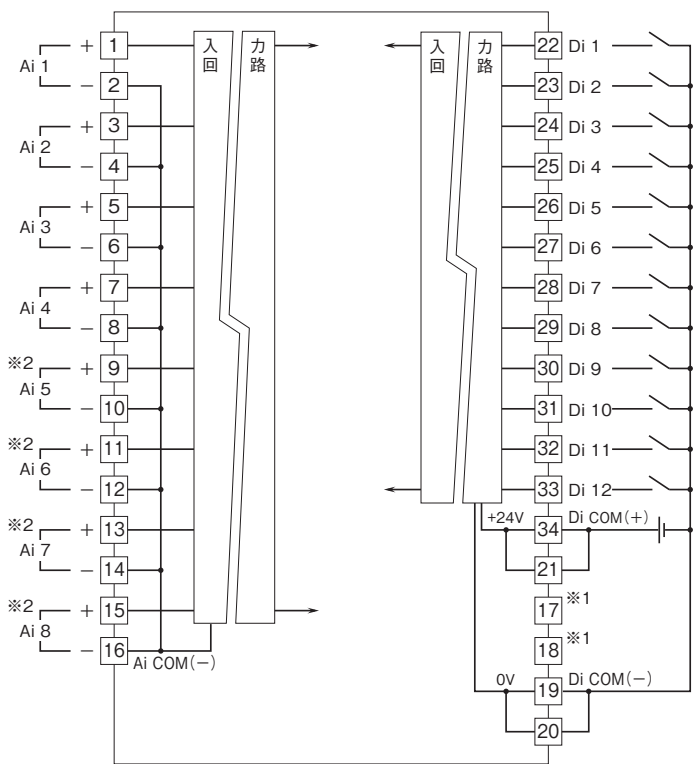 Ai 1
+ 1
− 2
Ai 2
+ 3
− 4
Ai 3
+ 5
− 6
Ai 4
+ 7
− 8
※2
Ai 5
+ 9
− 10
※2
Ai 6
+ 11
− 12
※2
Ai 7
+ 13
− 14
※2
Ai 8
+ 15
− 16
Ai COM(−)
入力
回路
入力
回路
22 Di 1
23 Di 2
24 Di 3
25 Di 4
26 Di 5
27 Di 6
28 Di 7
29 Di 8
30 Di 9
31 Di 10
32 Di 11
33 Di 12
+24V 34 Di COM(+)
21
17 ※1
18 ※1
0V 19 Di COM(−)
20